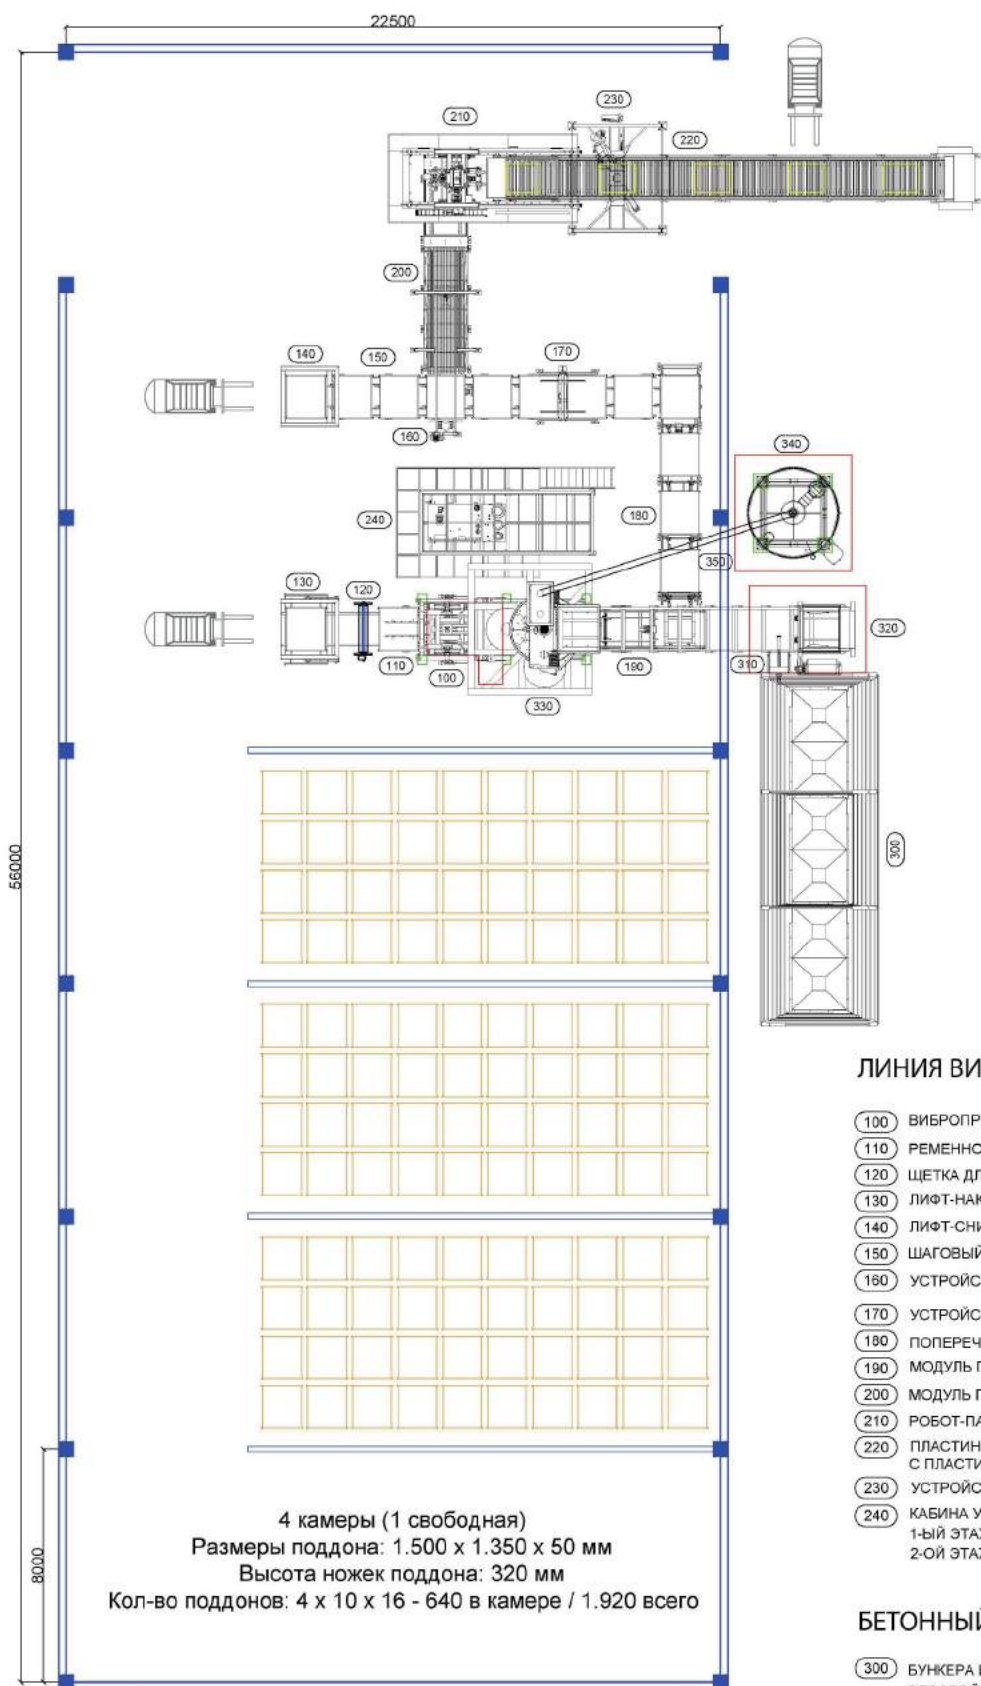 22500
230
210
220
200
140
150
170
160
340
240
180
350
130
120
110
100
190
310
320
330
300
56000
8000
4 камеры (1 свободная)
Размеры поддона: 1.500 x 1.350 x 50 мм
Высота ножек поддона: 320 мм
Кол-во поддонов: 4 x 10 x 16 - 640 в камере / 1.920 всего
ЛИНИЯ ВИ
100 ВИБРОПР
110 РЕМЕННО
120 ЩЕТКА ДЛ
130 ЛИФТ-НАК
140 ЛИФТ-СНИ
150 ШАГОВЫЙ
160 УСТРОЙС
170 УСТРОЙС
180 ПОПЕРЕЧ
190 МОДУЛЬ П
200 МОДУЛЬ П
210 РОБОТ-ПА
220 ПЛАСТИН
С ПЛАСТИ
230 УСТРОЙС
240 КАБИНА У
1-ЫЙ ЭТА
2-ОЙ ЭТА
БЕТОННЫЙ
300 БУНКЕРА